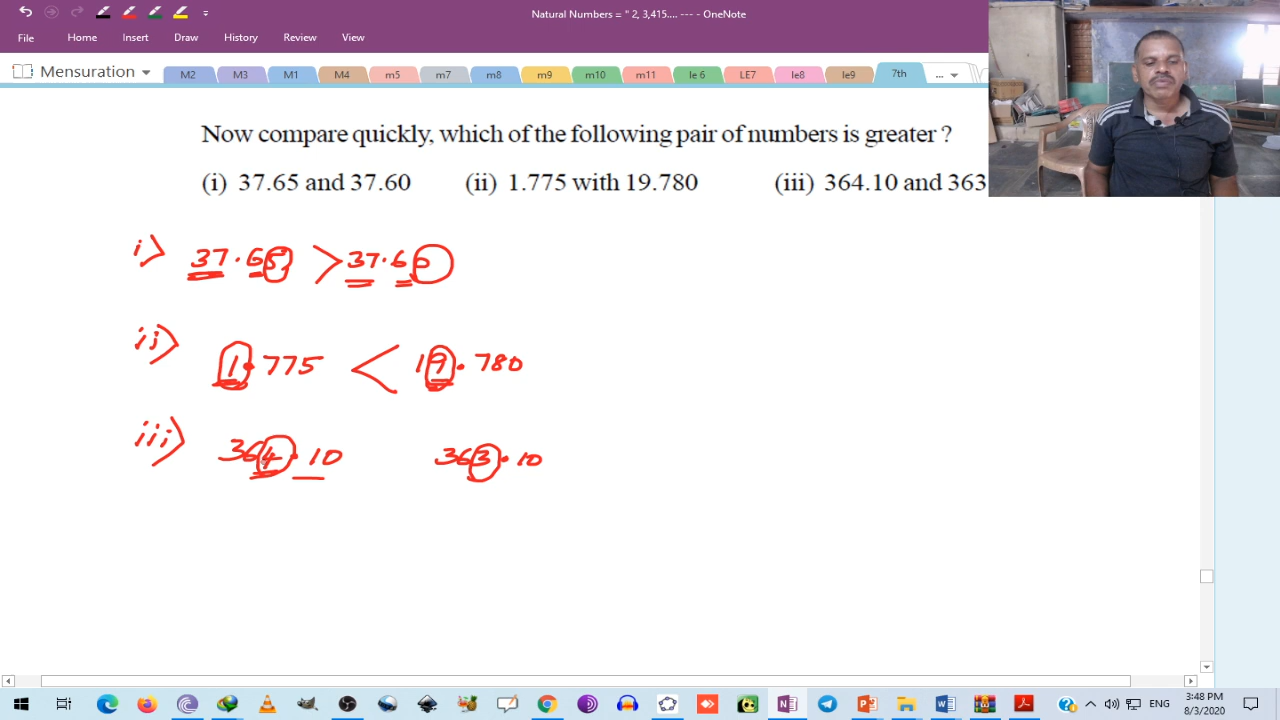 Natural Numbers = " 2, 3,415.... --- - OneNote
File Home Insert Draw History Review View
Mensuration M2 M3 M1 M4 m5 m7 m8 m9 m10 m11 le 6 LE7 le8 le9 7th ...
Now compare quickly, which of the following pair of numbers is greater ?
(i) 37.65 and 37.60 (ii) 1.775 with 19.780 (iii) 364.10 and 363
i) 37.65 > 37.60
ii) 1.775 < 19.780
iii) 364.10 363.10
ENG
3:48 PM
8/3/2020